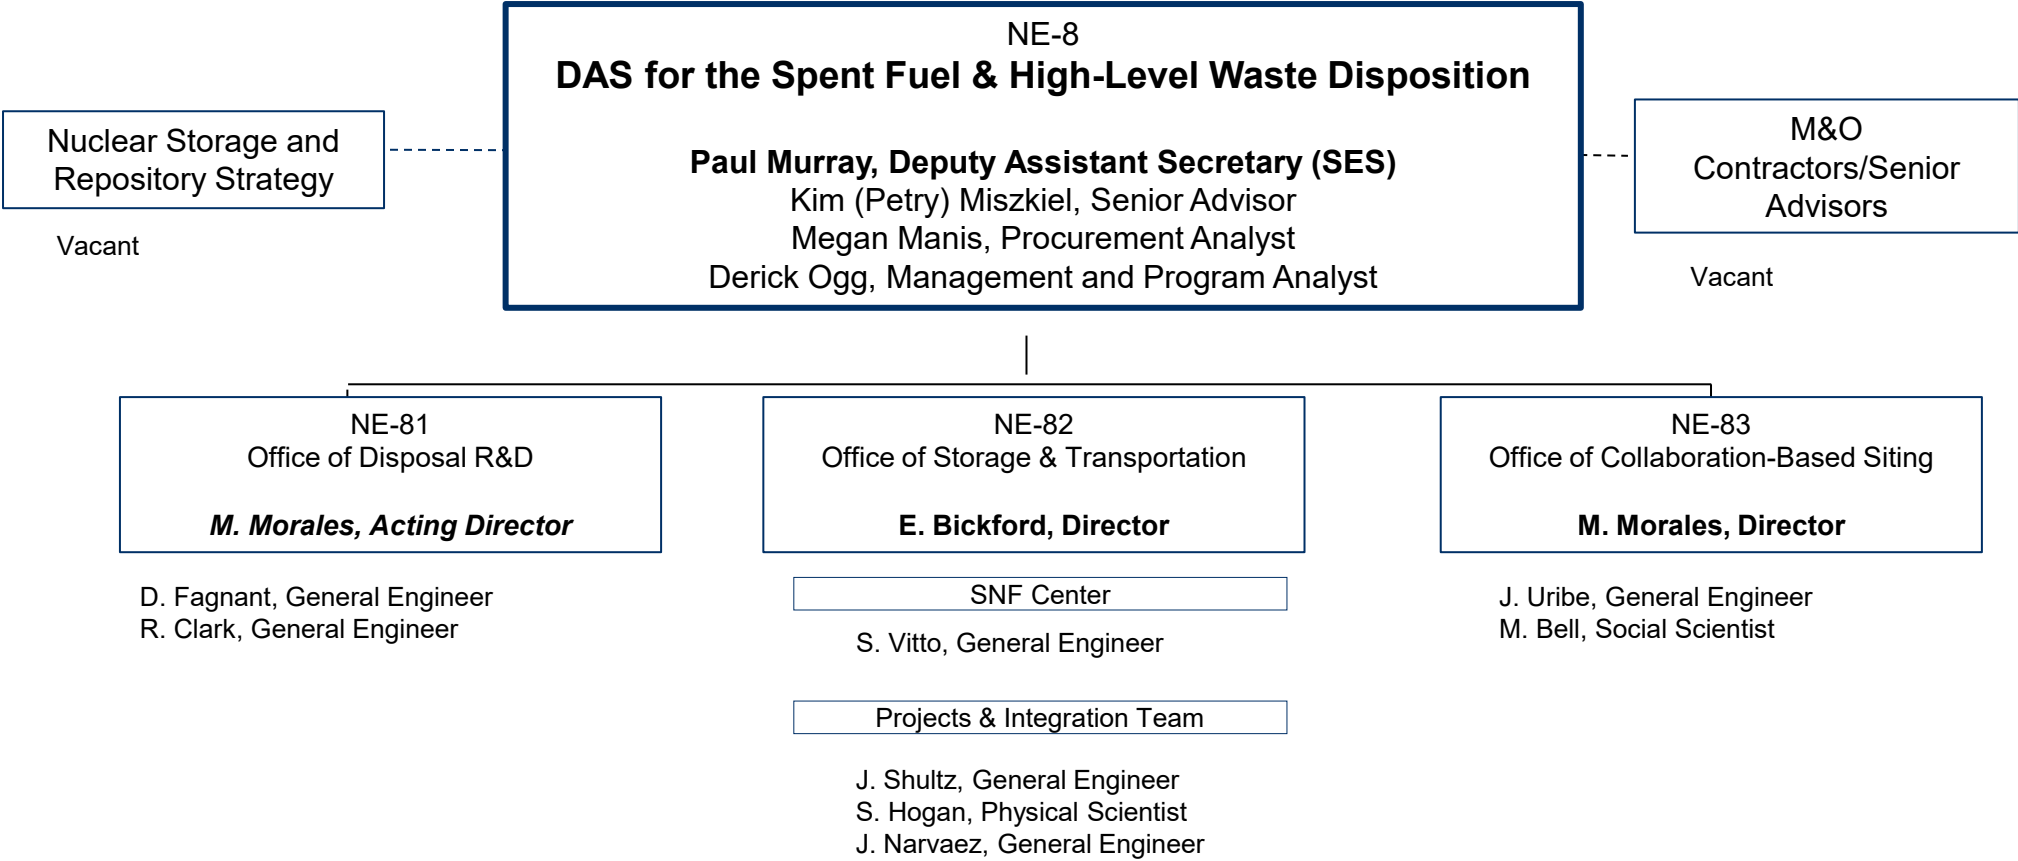 NE-8
DAS for the Spent Fuel & High-Level Waste Disposition
Paul Murray, Deputy Assistant Secretary (SES)
Kim (Petry) Miszkiel, Senior Advisor
Megan Manis, Procurement Analyst
Derick Ogg, Management and Program Analyst
Nuclear Storage and
Repository Strategy
Vacant
M&O
Contractors/Senior
Advisors
Vacant
NE-81
Office of Disposal R&D
M. Morales, Acting Director
D. Fagnant, General Engineer
R. Clark, General Engineer
NE-82
Office of Storage & Transportation
E. Bickford, Director
SNF Center
S. Vitto, General Engineer
Projects & Integration Team
J. Shultz, General Engineer
S. Hogan, Physical Scientist
J. Narvaez, General Engineer
NE-83
Office of Collaboration-Based Siting
M. Morales, Director
J. Uribe, General Engineer
M. Bell, Social Scientist